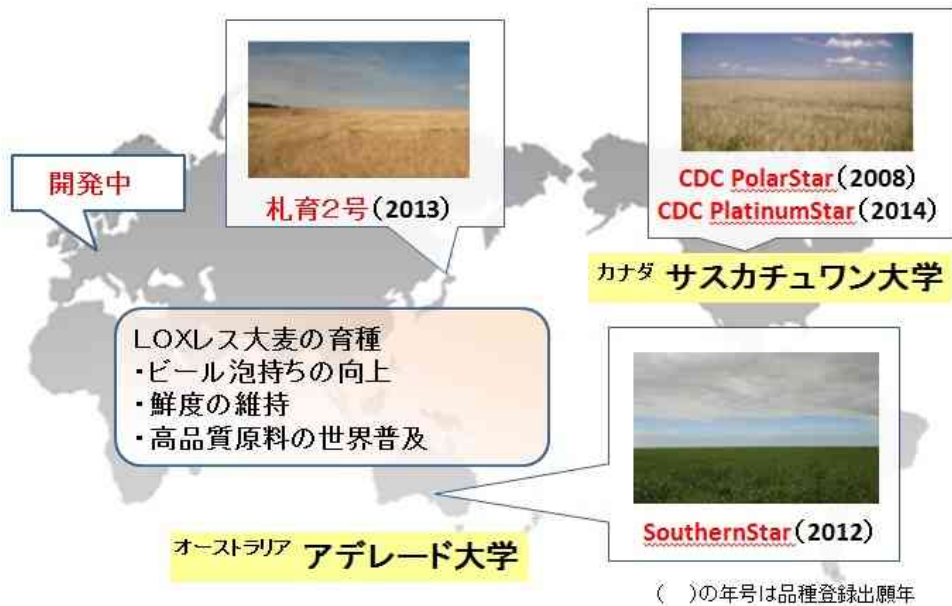 開発中
札育2号(2013)
CDC PolarStar(2008)
CDC PlatinumStar(2014)
カナダ サスカチュワン大学
LOXレス大麦の育種
・ビール泡持ちの向上
・鮮度の維持
・高品質原料の世界普及
SouthernStar(2012)
オーストラリア アデレード大学
( )の年号は品種登録出願年